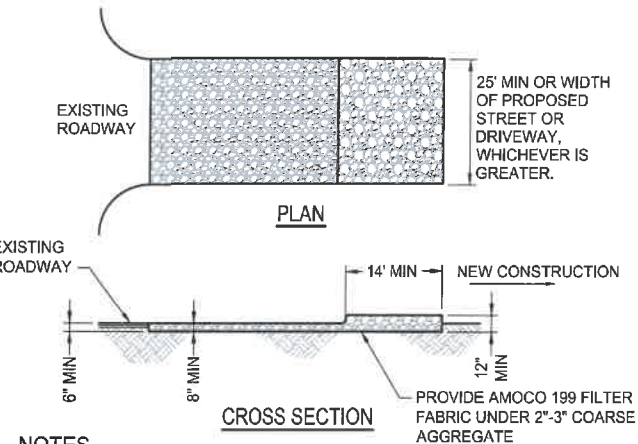 EXISTING
ROADWAY
25' MIN OR WIDTH
OF PROPOSED
STREET OR
DRIVEWAY,
WHICHEVER IS
GREATER.
PLAN
EXISTING
ROADWAY
14' MIN
NEW CONSTRUCTION
6" MIN
8" MIN
12"
MIN
CROSS SECTION
PROVIDE AMOCO 199 FILTER
FABRIC UNDER 2"-3" COARSE
AGGREGATE
NOTES